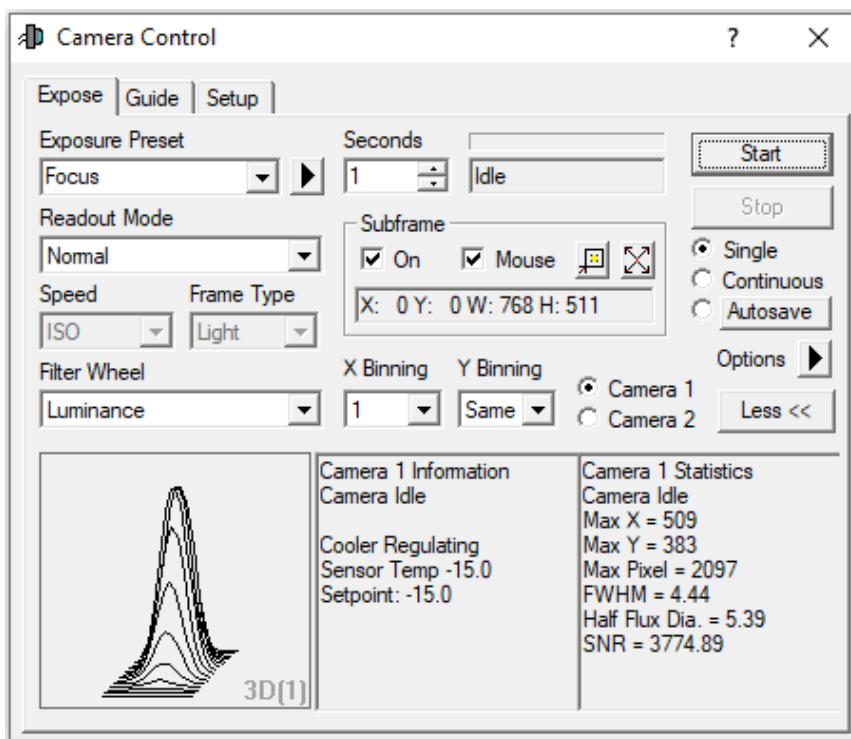 Camera Control
?
Expose Guide Setup
Exposure Preset
Focus
Seconds
1
Idle
Start
Stop
Readout Mode
Normal
Subframe
On Mouse
X: 0 Y: 0 W: 768 H: 511
Single
Continuous
Autosave
Speed Frame Type
ISO Light
Options
Filter Wheel
Luminance
X Binning Y Binning
1 Same
Camera 1
Camera 2
Less <<
3D(1)
Camera 1 Information
Camera Idle
Cooler Regulating
Sensor Temp -15.0
Setpoint: -15.0
Camera 1 Statistics
Camera Idle
Max X = 509
Max Y = 383
Max Pixel = 2097
FWHM = 4.44
Half Flux Dia. = 5.39
SNR = 3774.89